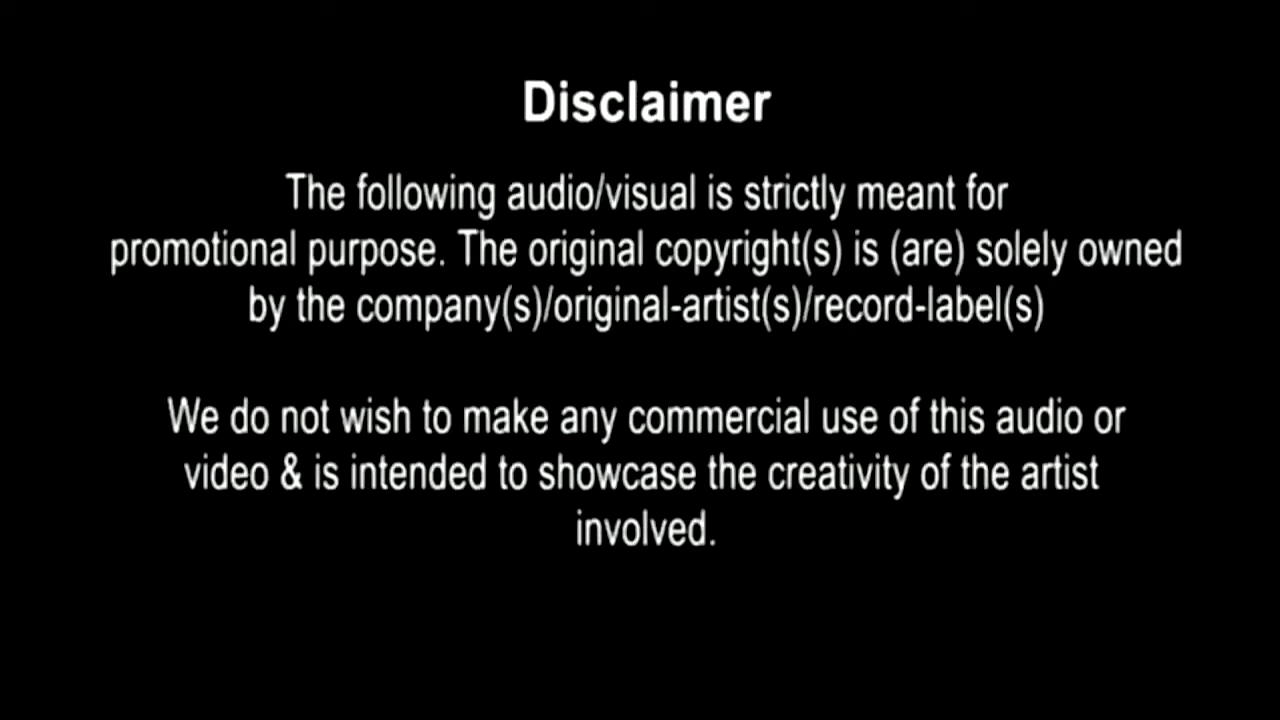 Disclaimer
The following audio/visual is strictly meant for
promotional purpose. The original copyright(s) is (are) solely owned
by the company(s)/original-artist(s)/record-label(s)
We do not wish to make any commercial use of this audio or
video & is intended to showcase the creativity of the artist
involved.